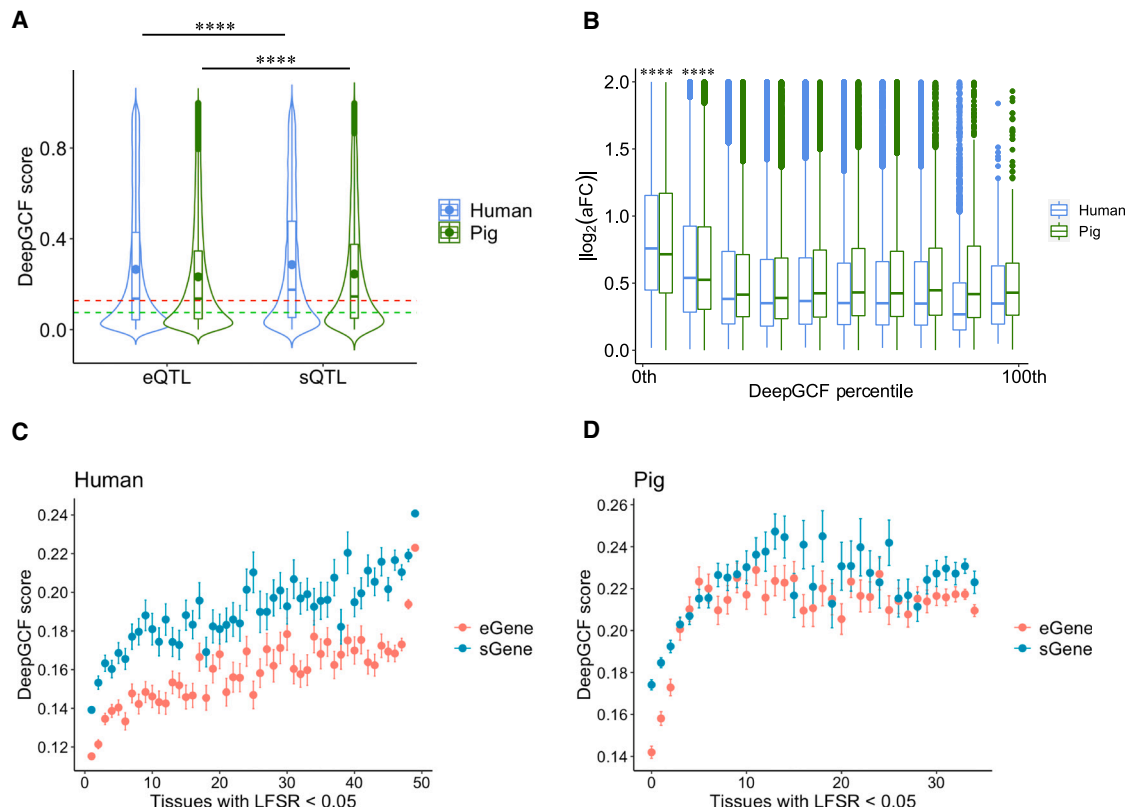 A
****
****
DeepGCF score
0.8
0.4
0.0
eQTL
sQTL
Human
Pig
B
****
****
|log2(aFC)|
2.0
1.5
1.0
0.5
0.0
0th
100th
DeepGCF percentile
Human
Pig
C
Human
DeepGCF score
0.24
0.22
0.20
0.18
0.16
0.14
0.12
0
10
20
30
40
50
Tissues with LFSR < 0.05
eGene
sGene
D
Pig
DeepGCF score
0.26
0.24
0.22
0.20
0.18
0.16
0.14
0
10
20
30
Tissues with LFSR < 0.05
eGene
sGene